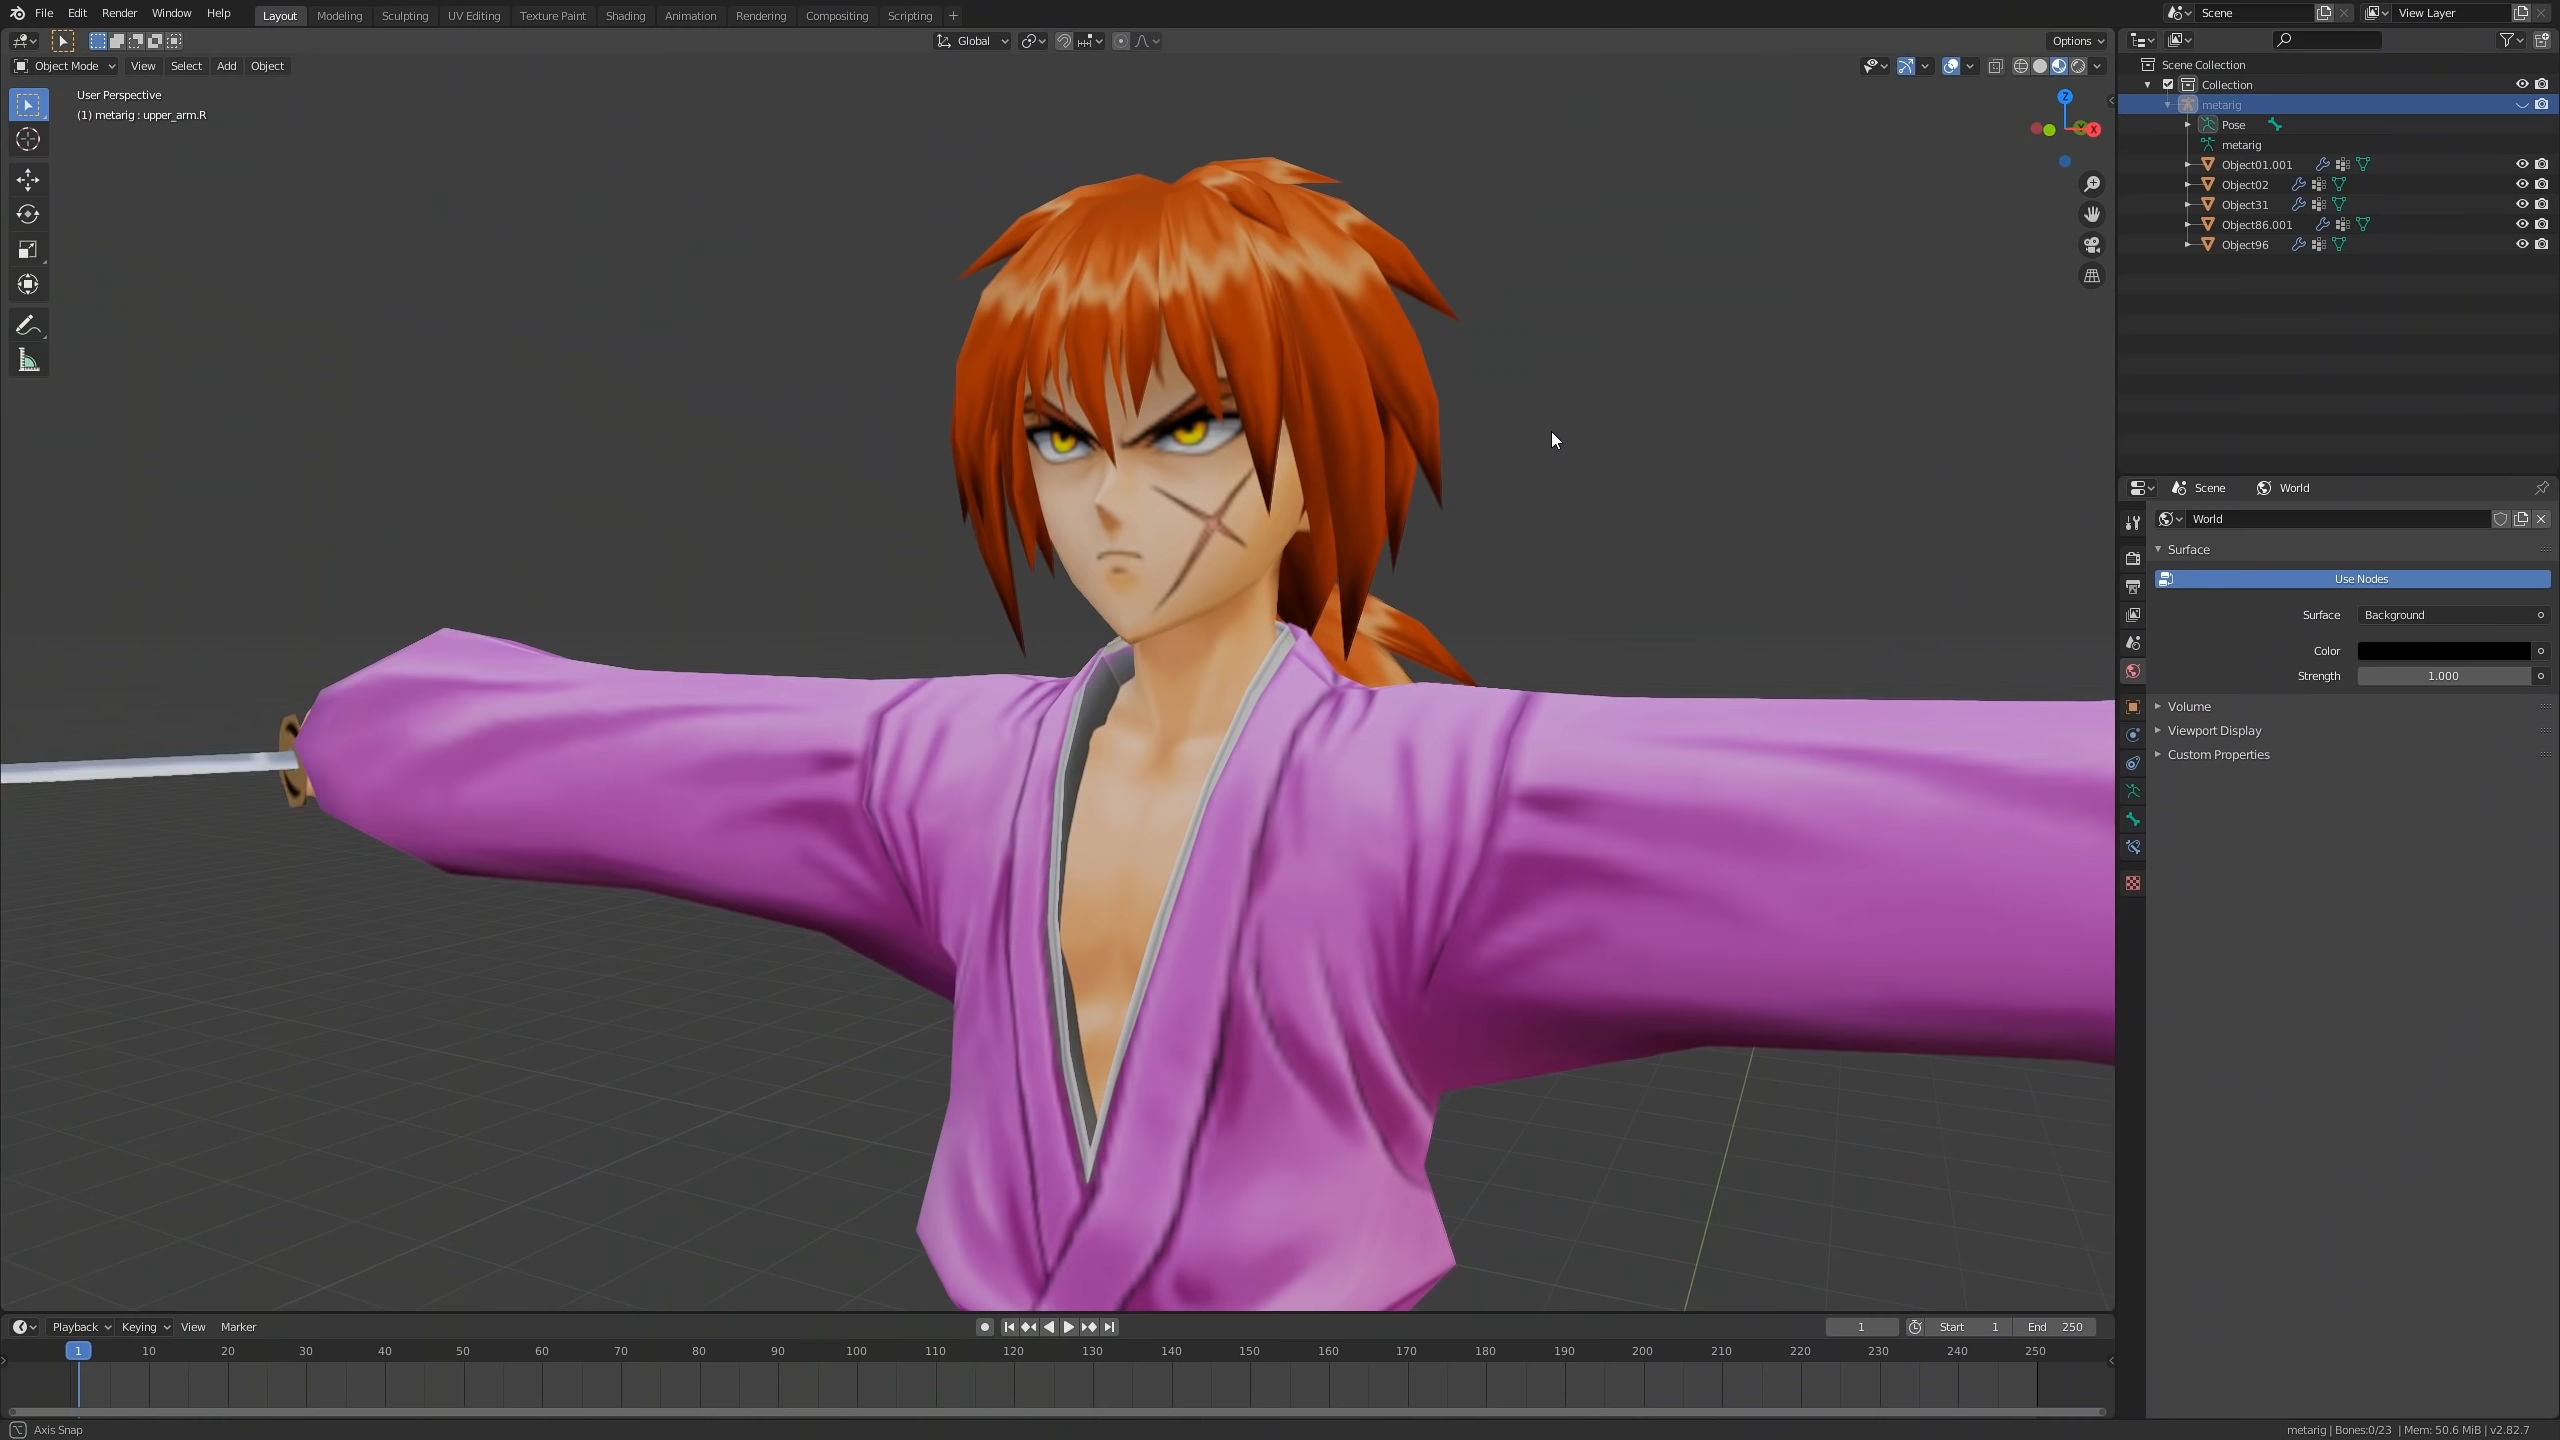 File Edit Render Window Help Layout Modeling Sculpting UV Editing Texture Paint Shading Animation Rendering Compositing Scripting + Scene View Layer
Global Options
Object Mode View Select Add Object
User Perspective
(1) metarig : upper_arm.R
Z
Y
X
Scene Collection
Collection
metarig
Pose
metarig
Object01.001
Object02
Object31
Object86.001
Object96
Scene World
World
Surface
Use Nodes
Surface Background
Color
Strength 1.000
Volume
Viewport Display
Custom Properties
Playback Keying View Marker 1 Start 1 End 250
1 10 20 30 40 50 60 70 80 90 100 110 120 130 140 150 160 170 180 190 200 210 220 230 240 250
Axis Snap metarig | Bones:0/23 | Mem: 50.6 MiB | v2.82.7